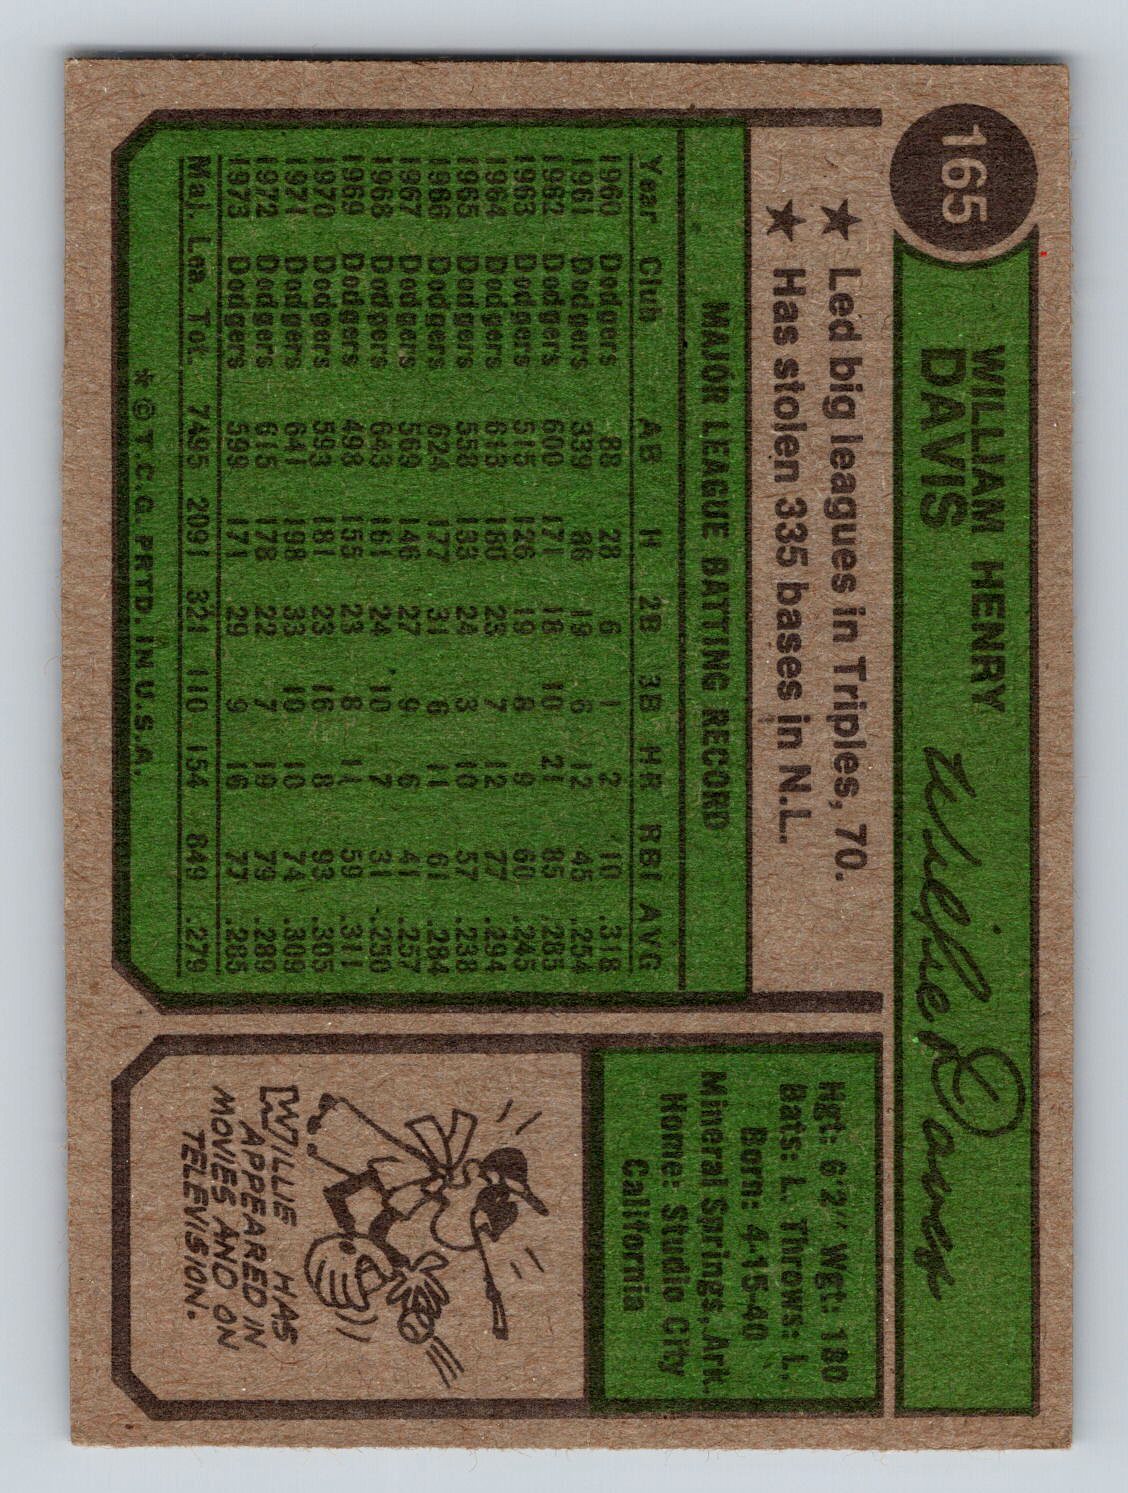 165
WILLIAM HENRY
DAVIS
Willie Davis
★ Led big leagues in Triples, 70.
★ Has stolen 335 bases in N.L.
MAJOR LEAGUE BATTING RECORD
Year Club AB H 2B 3B HR RBI AVG
1960 Dodgers 88 28 6 1 2 10 .318
1961 Dodgers 339 86 19 6 12 45 .254
1962 Dodgers 600 171 18 10 21 85 .285
1963 Dodgers 515 126 19 8 9 60 .245
1964 Dodgers 613 180 23 7 12 77 .294
1965 Dodgers 558 133 24 3 10 57 .238
1966 Dodgers 624 177 31 6 11 61 .284
1967 Dodgers 569 146 27 9 6 41 .257
1968 Dodgers 643 161 24 10 7 31 .250
1969 Dodgers 498 155 23 8 11 59 .311
1970 Dodgers 593 181 23 16 8 93 .305
1971 Dodgers 641 198 33 10 10 74 .309
1972 Dodgers 615 178 22 7 19 79 .289
1973 Dodgers 599 171 29 9 16 77 .285
Maj. Lea. Tot. 7495 2091 321 110 154 849 .279
* © T.C.G. PRTD. IN U.S.A.
Hgt: 6'2" Wgt: 180
Bats: L. Throws: L.
Born: 4-15-40
Mineral Springs, Ark.
Home: Studio City
California
WILLIE HAS
APPEARED IN
MOVIES AND ON
TELEVISION.